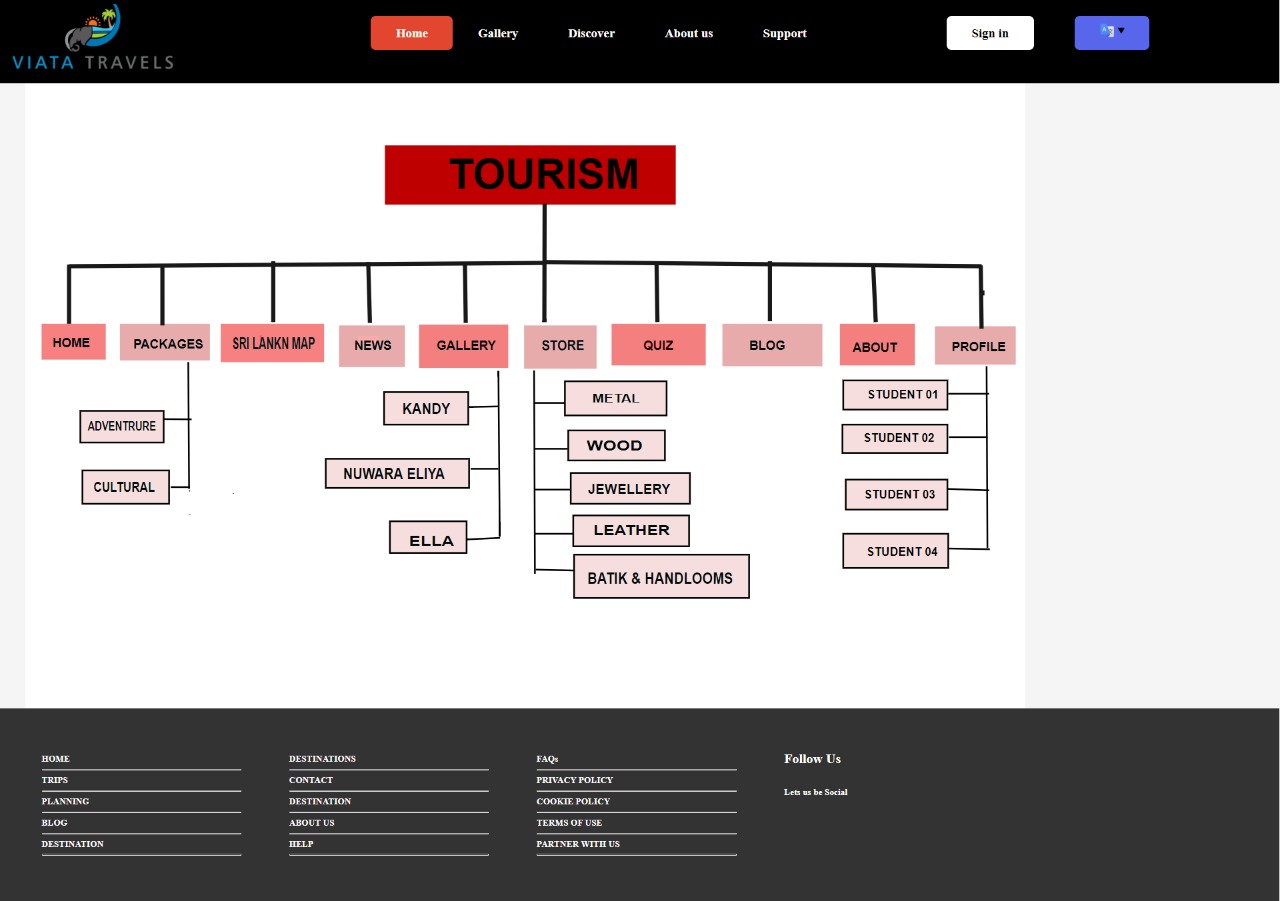 VIATA TRAVELS
Home Gallery Discover About us Support Sign in
TOURISM
HOME PACKAGES SRI LANKN MAP NEWS GALLERY STORE QUIZ BLOG ABOUT PROFILE
ADVENTRURE
CULTURAL
KANDY
NUWARA ELIYA
ELLA
METAL
WOOD
JEWELLERY
LEATHER
BATIK & HANDLOOMS
STUDENT 01
STUDENT 02
STUDENT 03
STUDENT 04
HOME
TRIPS
PLANNING
BLOG
DESTINATION
DESTINATIONS
CONTACT
DESTINATION
ABOUT US
HELP
FAQs
PRIVACY POLICY
COOKIE POLICY
TERMS OF USE
PARTNER WITH US
Follow Us
Lets us be Social